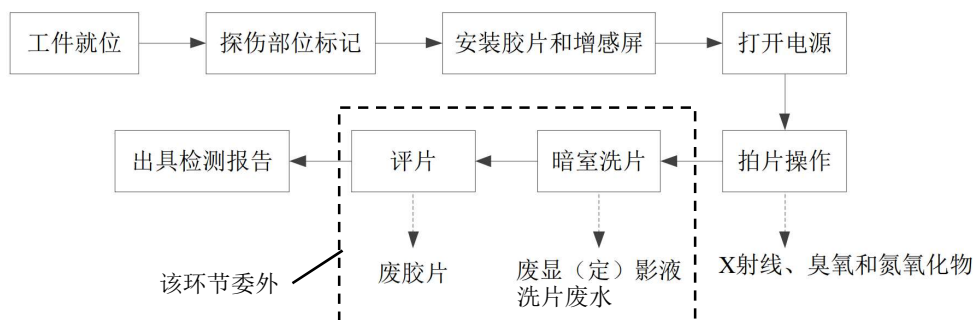 工件就位
探伤部位标记
安装胶片和增感屏
打开电源
出具检测报告
评片
暗室洗片
拍片操作
该环节委外
废胶片
废显（定）影液
洗片废水
X射线、臭氧和氮氧化物